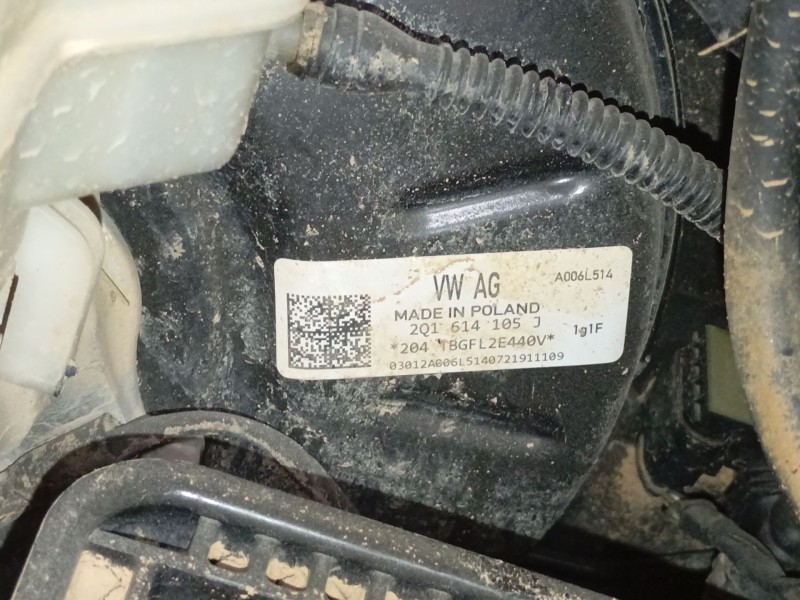 VW AG
A006L514
MADE IN POLAND
2Q1 614 105 J
1g1F
*204 TBGFL2E440V*
03012A006L5140721911109